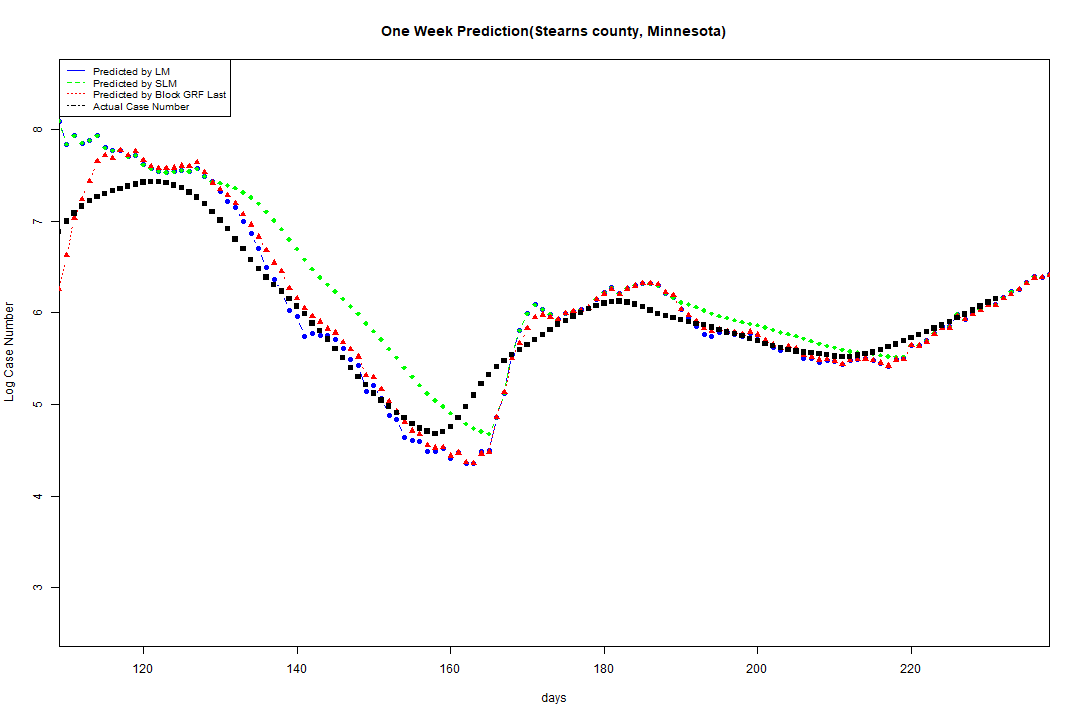 One Week Prediction(Stearns county, Minnesota)
Predicted by LM
Predicted by SLM
Predicted by Block GRF Last
Actual Case Number
8
7
6
5
4
3
Log Case Number
120 140 160 180 200 220
days